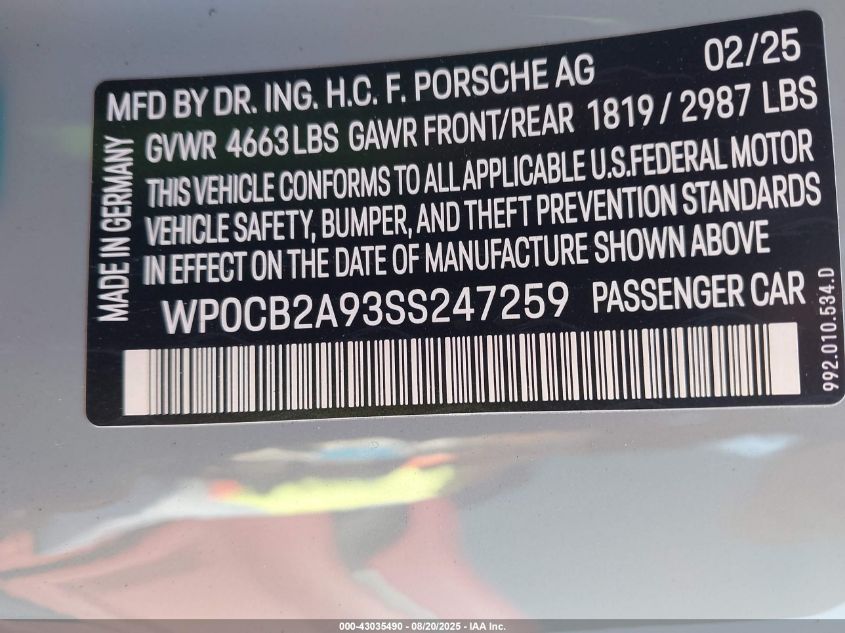 02/25
MFD BY DR. ING. H.C. F. PORSCHE AG
GVWR 4663 LBS GAWR FRONT/REAR 1819 / 2987 LBS
THIS VEHICLE CONFORMS TO ALL APPLICABLE U.S.FEDERAL MOTOR
VEHICLE SAFETY, BUMPER, AND THEFT PREVENTION STANDARDS
IN EFFECT ON THE DATE OF MANUFACTURE SHOWN ABOVE
WP0CB2A93SS247259 PASSENGER CAR
MADE IN GERMANY
992.010.534.D
000-43035490 - 08/20/2025 - IAA Inc.